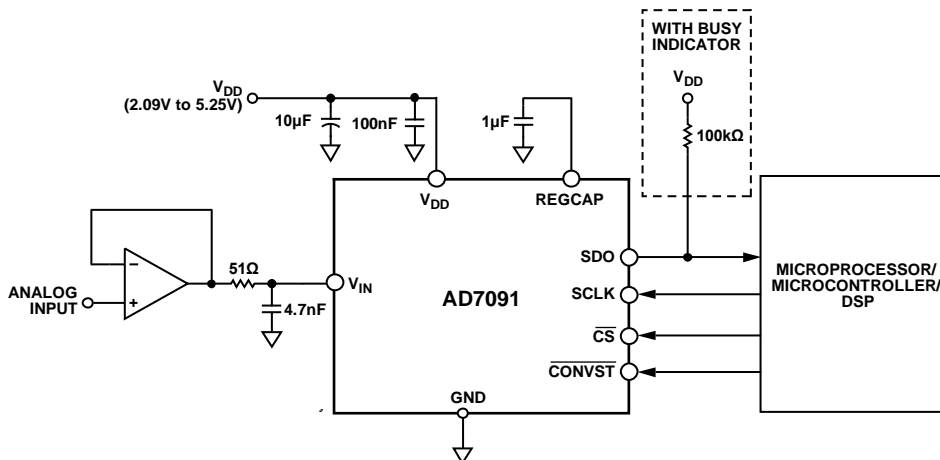 WITH BUSY
INDICATOR
VDD
100kΩ
VDD
(2.09V to 5.25V)
10µF
100nF
1µF
VDD
REGCAP
SDO
SCLK
CS
CONVST
VIN
AD7091
GND
51Ω
4.7nF
–
+
ANALOG
INPUT
MICROPROCESSOR/
MICROCONTROLLER/
DSP